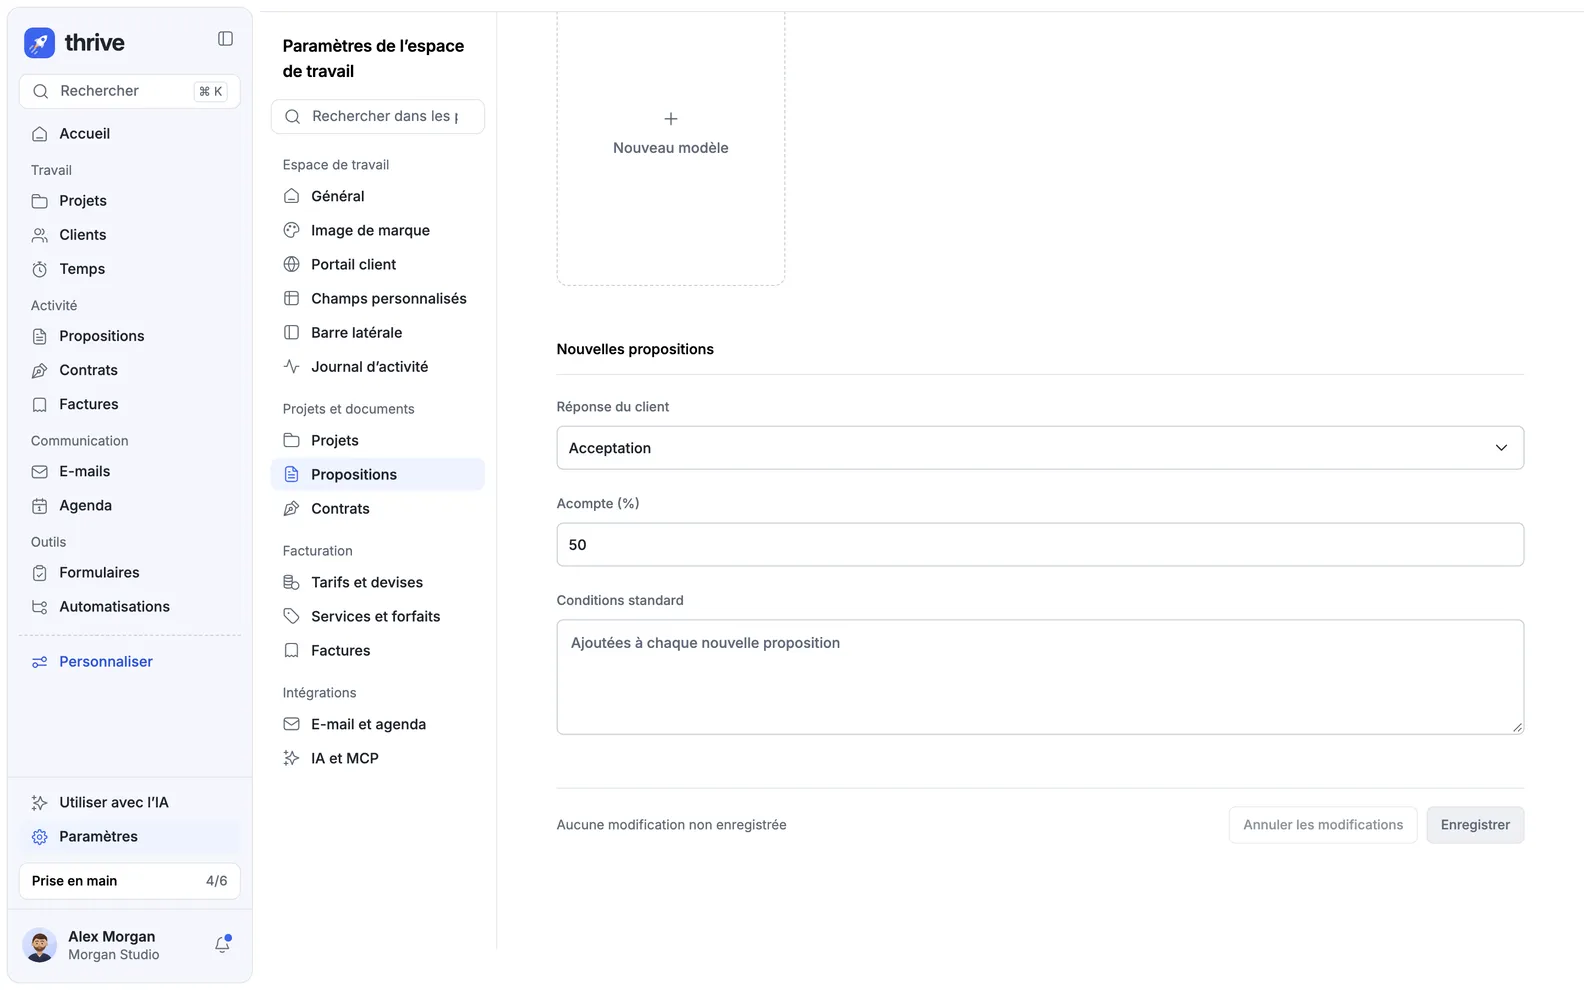 thrive
Rechercher
⌘ K
Accueil
Travail
Projets
Clients
Temps
Activité
Propositions
Contrats
Factures
Communication
E-mails
Agenda
Outils
Formulaires
Automatisations
Personnaliser
Utiliser avec l’IA
Paramètres
Prise en main
4/6
Alex Morgan
Morgan Studio
Paramètres de l’espace
de travail
Rechercher dans les
Espace de travail
Général
Image de marque
Portail client
Champs personnalisés
Barre latérale
Journal d’activité
Projets et documents
Projets
Propositions
Contrats
Facturation
Tarifs et devises
Services et forfaits
Factures
Intégrations
E-mail et agenda
IA et MCP
Nouveau modèle
Nouvelles propositions
Réponse du client
Acceptation
Acompte (%)
50
Conditions standard
Ajoutées à chaque nouvelle proposition
Aucune modification non enregistrée
Annuler les modifications
Enregistrer